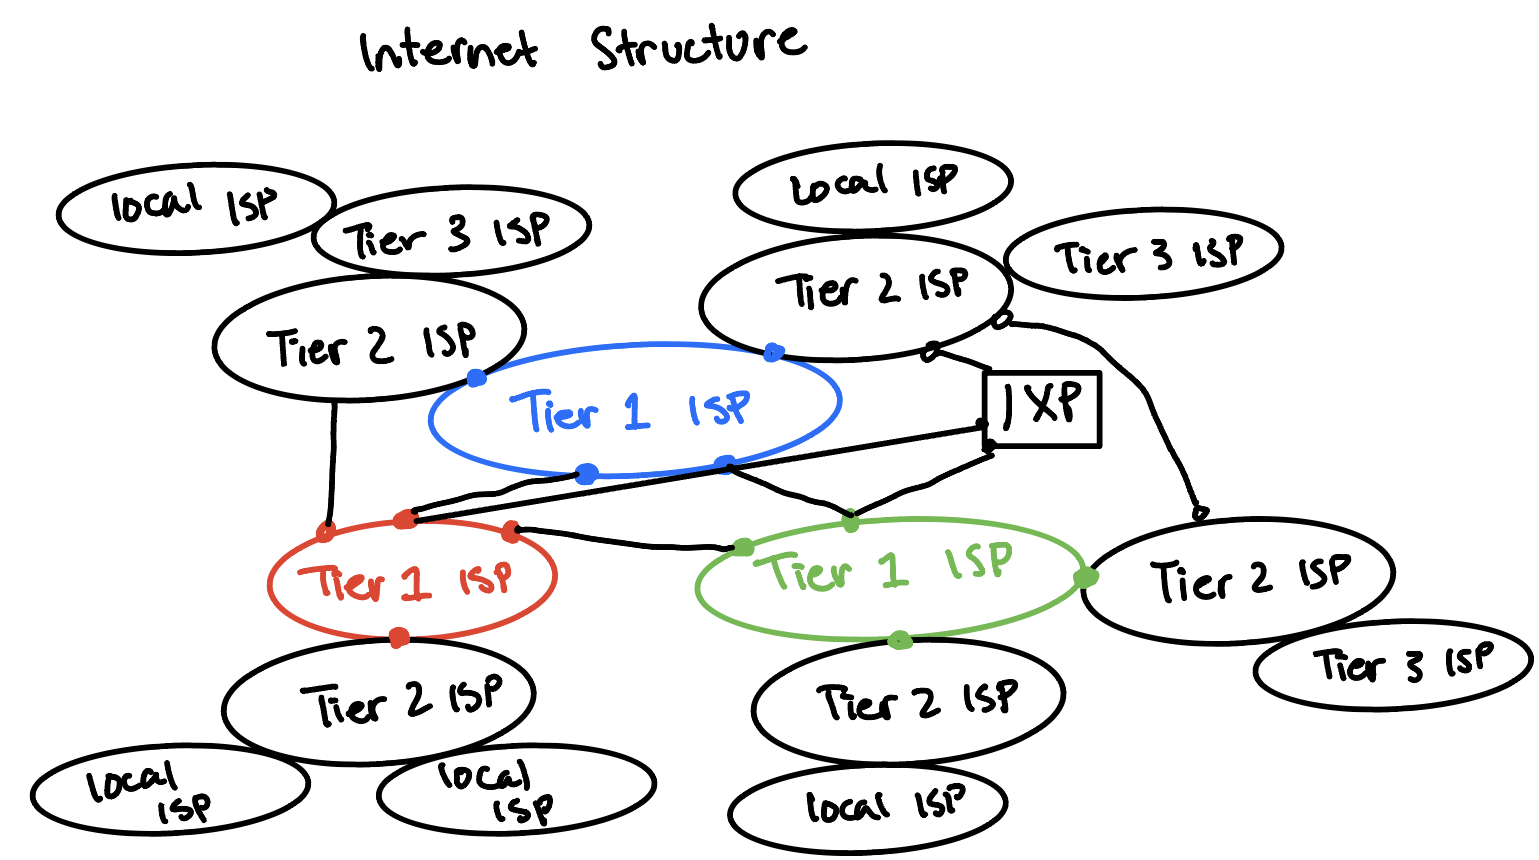 Internet Structure
local ISP
Tier 3 ISP
Local ISP
Tier 3 ISP
Tier 2 ISP
Tier 2 ISP
Tier 1 ISP
IXP
Tier 1 ISP
Tier 1 ISP
Tier 2 ISP
Tier 3 ISP
Tier 2 ISP
Tier 2 ISP
local
ISP
local
ISP
local ISP